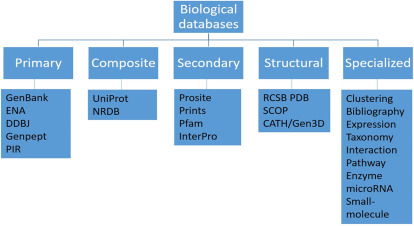 Biological
databases
Primary
Composite
Secondary
Structural
Specialized
GenBank
ENA
DDBJ
Genpept
PIR
UniProt
NRDB
Prosite
Prints
Pfam
InterPro
RCSB PDB
SCOP
CATH/Gen3D
Clustering
Bibliography
Expression
Taxonomy
Interaction
Pathway
Enzyme
microRNA
Small-
molecule